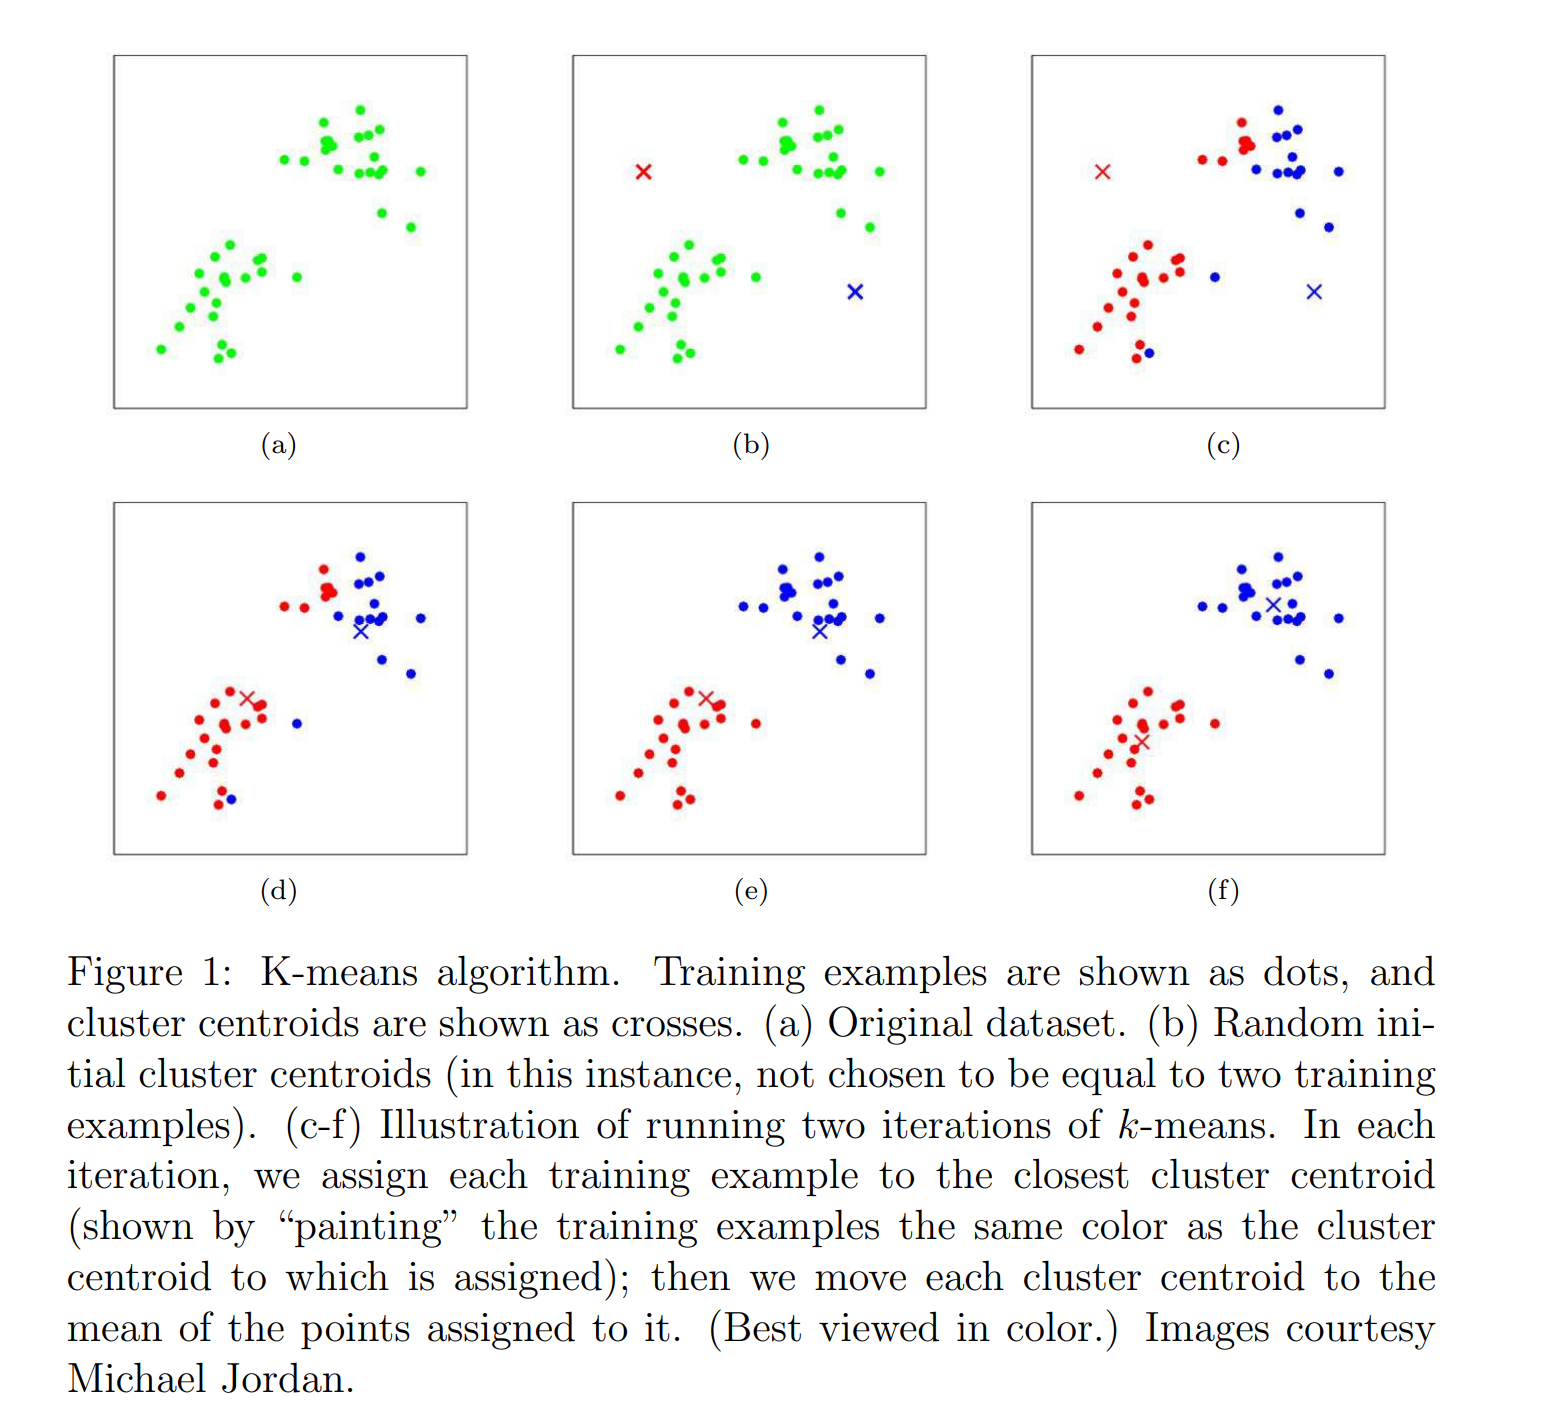 (a)
(b)
(c)
(d)
(e)
(f)
Figure 1: K-means algorithm. Training examples are shown as dots, and
cluster centroids are shown as crosses. (a) Original dataset. (b) Random ini-
tial cluster centroids (in this instance, not chosen to be equal to two training
examples). (c-f) Illustration of running two iterations of k-means. In each
iteration, we assign each training example to the closest cluster centroid
(shown by “painting” the training examples the same color as the cluster
centroid to which is assigned); then we move each cluster centroid to the
mean of the points assigned to it. (Best viewed in color.) Images courtesy
Michael Jordan.